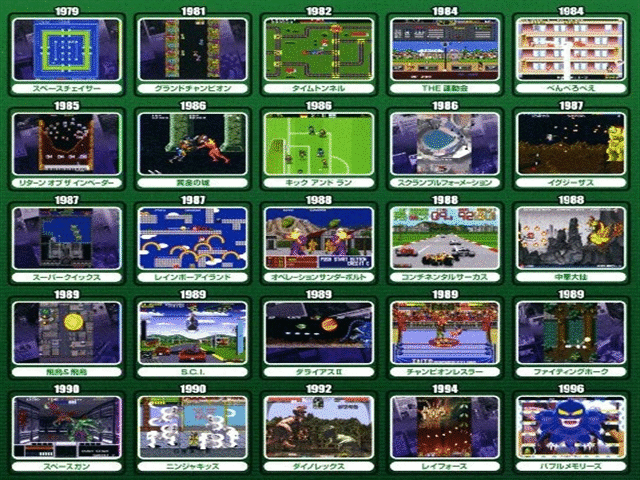 1979 1981 1982 1984 1984
スペースチェイサー グランドチャンピオン タイムトンネル THE 運動会 ぺんぺろぺえ
1985 1986 1986 1986 1987
リターン オブ ザ インベーダー 黄金の城 キック アンド ラン スクランブルフォーメーション イグジーザス
1987 1987 1988 1988 1988
スーパークイックス レインボーアイランド オペレーションサンダーボルト コンチネンタルサーカス 中華大仙
1989 1989 1989 1989 1989
飛鳥&飛鳥 S.C.I. ダライアスⅡ チャンピオンレスラー ファイティングホーク
1990 1990 1992 1994 1996
スペースガン ニンジャキッズ ダイノレックス レイフォース バブルメモリーズ